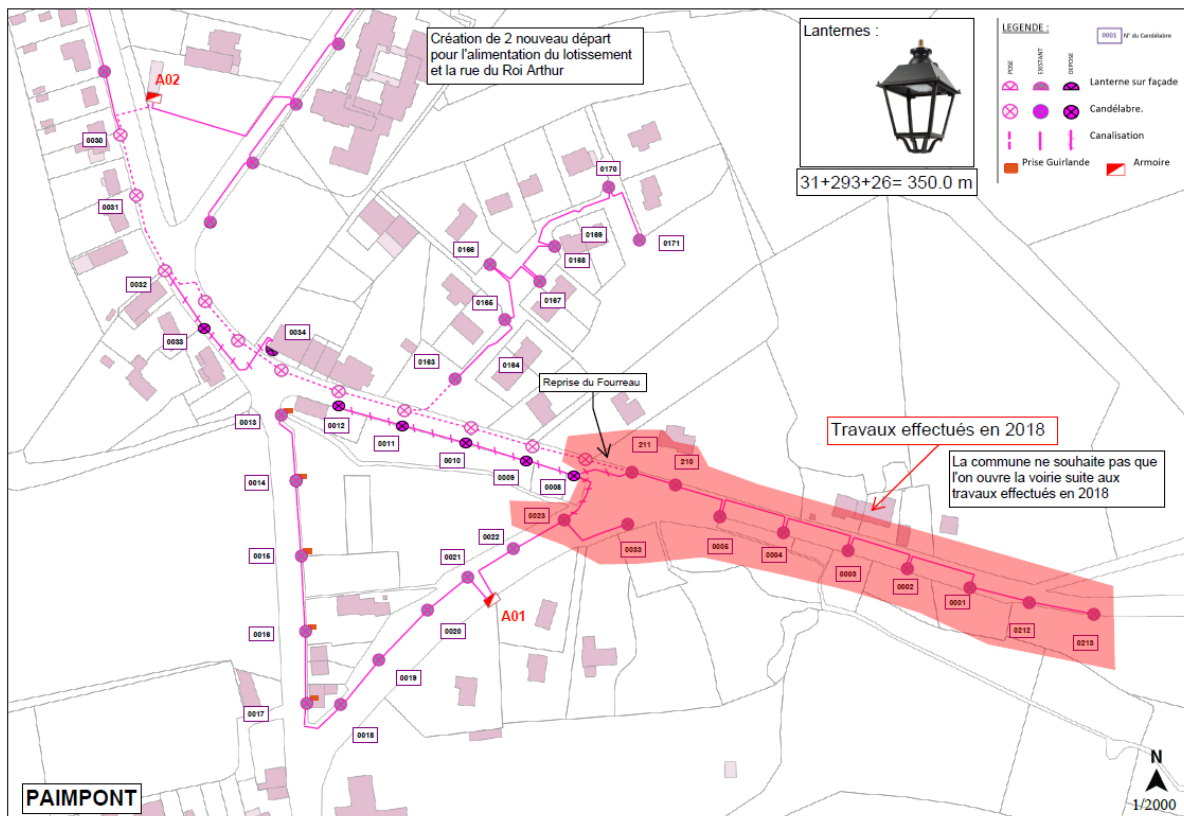 Création de 2 nouveau départ
pour l'alimentation du lotissement
et la rue du Roi Arthur
Lanternes :
31+293+26= 350.0 m
LEGENDE :
0001 N° du Candélabre
POSE
EXISTANT
DEPOSE
Lanterne sur façade
Candélabre.
Canalisation
Prise Guirlande
Armoire
A02
0030
0031
0032
0033
0034
0170
0169
0171
0168
0166
0167
0165
0163
0164
Reprise du Fourreau
0013
0012
0011
0010
0009
0008
211
210
Travaux effectués en 2018
La commune ne souhaite pas que
l'on ouvre la voirie suite aux
travaux effectués en 2018
0014
0023
0022
0033
0005
0004
0003
0002
0001
0212
0213
0015
0021
A01
0020
0016
0019
0017
0018
PAIMPONT
N
1/2000